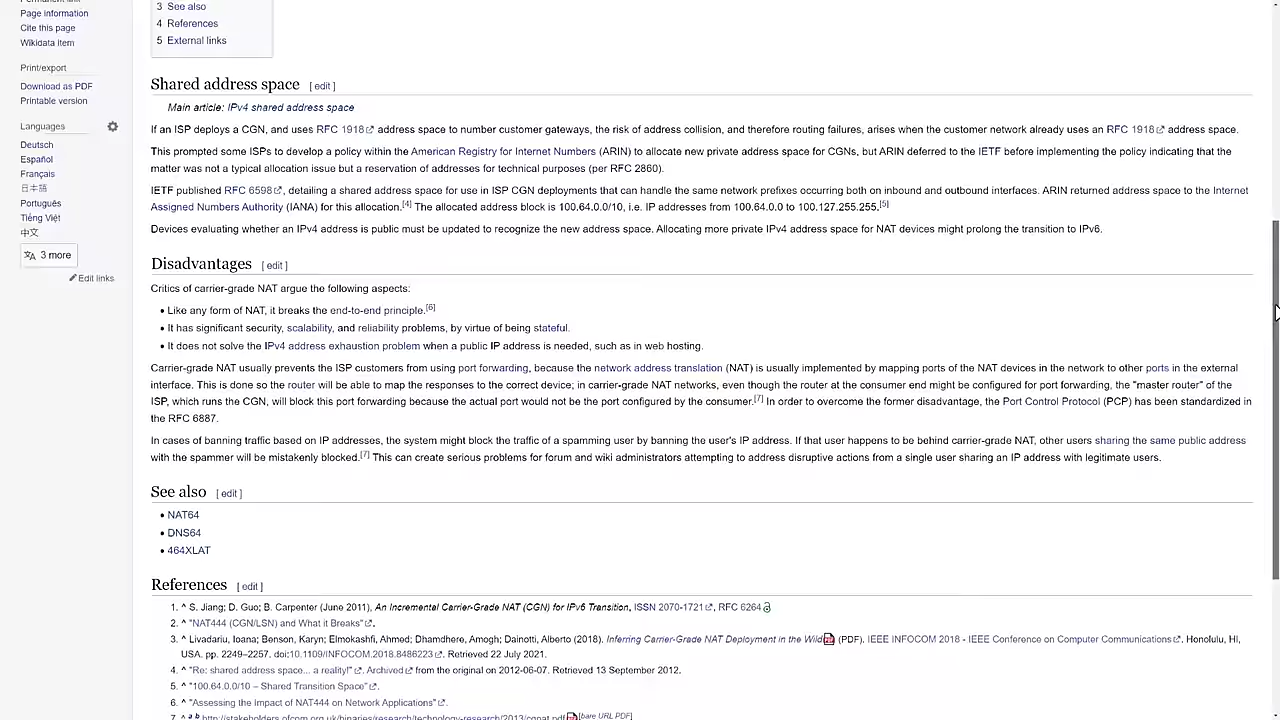 Page information
Cite this page
Wikidata item
Print/export
Download as PDF
Printable version
Languages
Deutsch
Español
Français
日本語
Português
Tiếng Việt
中文
3 more
Edit links
3 See also
4 References
5 External links
Shared address space [ edit ]
Main article: IPv4 shared address space
If an ISP deploys a CGN, and uses RFC 1918 address space to number customer gateways, the risk of address collision, and therefore routing failures, arises when the customer network already uses an RFC 1918 address space.
This prompted some ISPs to develop a policy within the American Registry for Internet Numbers (ARIN) to allocate new private address space for CGNs, but ARIN deferred to the IETF before implementing the policy indicating that the
matter was not a typical allocation issue but a reservation of addresses for technical purposes (per RFC 2860).
IETF published RFC 6598, detailing a shared address space for use in ISP CGN deployments that can handle the same network prefixes occurring both on inbound and outbound interfaces. ARIN returned address space to the Internet
Assigned Numbers Authority (IANA) for this allocation.[4] The allocated address block is 100.64.0.0/10, i.e. IP addresses from 100.64.0.0 to 100.127.255.255.[5]
Devices evaluating whether an IPv4 address is public must be updated to recognize the new address space. Allocating more private IPv4 address space for NAT devices might prolong the transition to IPv6.
Disadvantages [ edit ]
Critics of carrier-grade NAT argue the following aspects:
• Like any form of NAT, it breaks the end-to-end principle.[6]
• It has significant security, scalability, and reliability problems, by virtue of being stateful.
• It does not solve the IPv4 address exhaustion problem when a public IP address is needed, such as in web hosting.
Carrier-grade NAT usually prevents the ISP customers from using port forwarding, because the network address translation (NAT) is usually implemented by mapping ports of the NAT devices in the network to other ports in the external
interface. This is done so the router will be able to map the responses to the correct device; in carrier-grade NAT networks, even though the router at the consumer end might be configured for port forwarding, the "master router" of the
ISP, which runs the CGN, will block this port forwarding because the actual port would not be the port configured by the consumer.[7] In order to overcome the former disadvantage, the Port Control Protocol (PCP) has been standardized in
the RFC 6887.
In cases of banning traffic based on IP addresses, the system might block the traffic of a spamming user by banning the user's IP address. If that user happens to be behind carrier-grade NAT, other users sharing the same public address
with the spammer will be mistakenly blocked.[7] This can create serious problems for forum and wiki administrators attempting to address disruptive actions from a single user sharing an IP address with legitimate users.
See also [ edit ]
• NAT64
• DNS64
• 464XLAT
References [ edit ]
1. ^ S. Jiang; D. Guo; B. Carpenter (June 2011), An Incremental Carrier-Grade NAT (CGN) for IPv6 Transition, ISSN 2070-1721, RFC 6264
2. ^ "NAT444 (CGN/LSN) and What it Breaks".
3. ^ Livadariu, Ioana; Benson, Karyn; Elmokashfi, Ahmed; Dhamdhere, Amogh; Dainotti, Alberto (2018). Inferring Carrier-Grade NAT Deployment in the Wild (PDF). IEEE INFOCOM 2018 - IEEE Conference on Computer Communications. Honolulu, HI,
USA. pp. 2249–2257. doi:10.1109/INFOCOM.2018.8486223. Retrieved 22 July 2021.
4. ^ "Re: shared address space... a reality!". Archived from the original on 2012-06-07. Retrieved 13 September 2012.
5. ^ "100.64.0.0/10 – Shared Transition Space".
6. ^ "Assessing the Impact of NAT444 on Network Applications".
7. ^ a b http://stakeholders.ofcom.org.uk/binaries/research/technology-research/2013/cgnat.pdf [bare URL PDF]